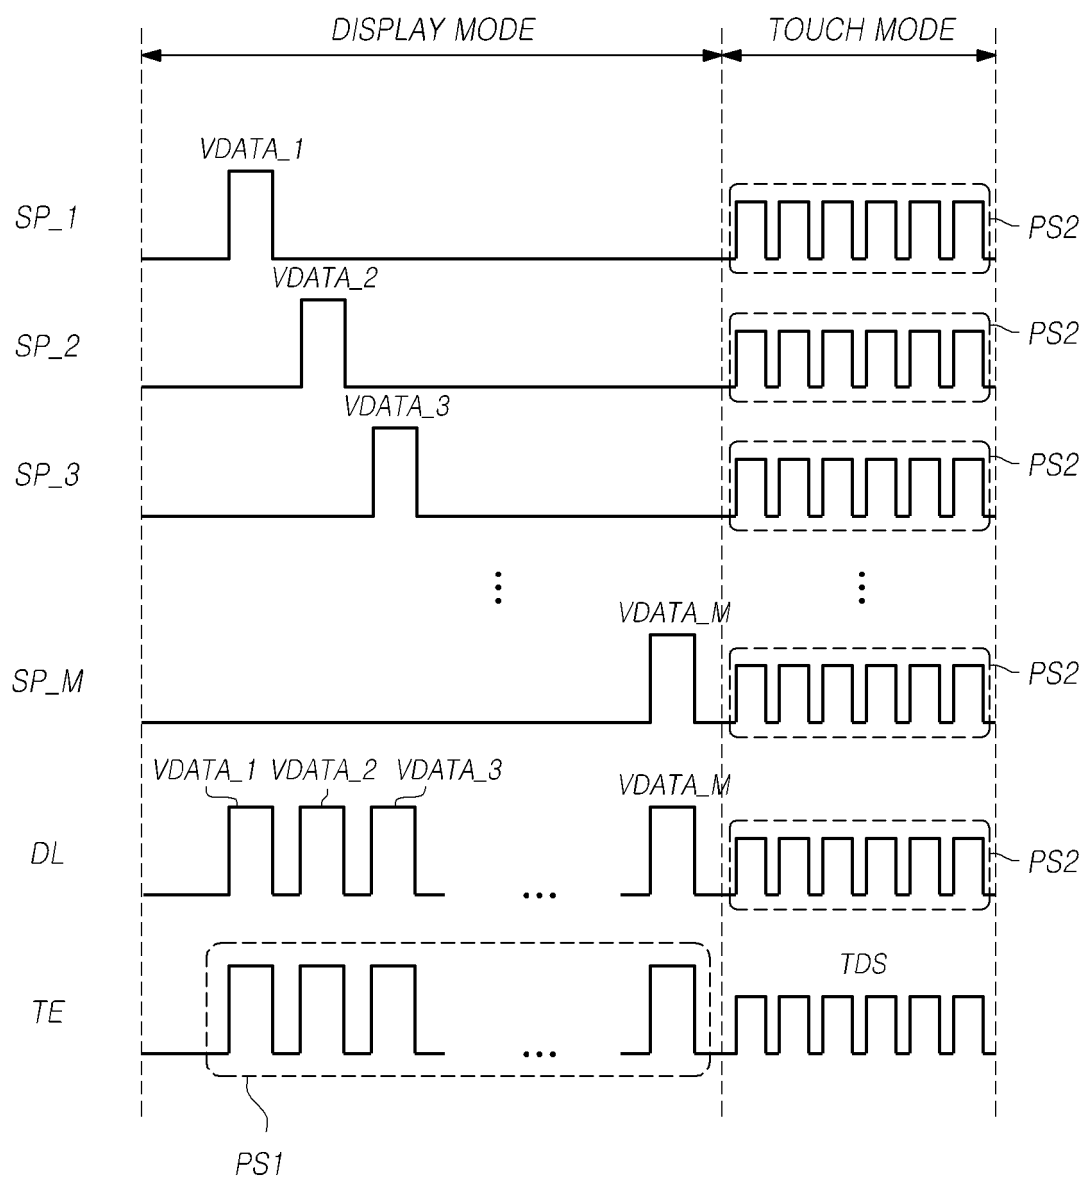 DISPLAY MODE
TOUCH MODE
VDATA_1
SP_1
PS2
VDATA_2
SP_2
PS2
VDATA_3
SP_3
PS2
VDATA_M
SP_M
PS2
VDATA_1 VDATA_2 VDATA_3 VDATA_M
DL
PS2
TDS
TE
PS1